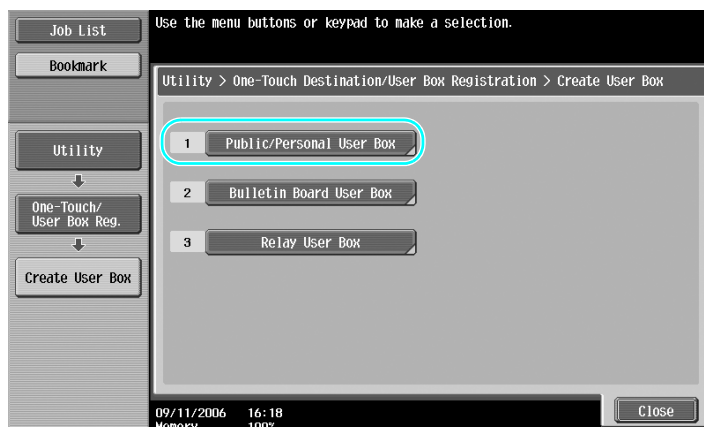 Job List
Bookmark
Use the menu buttons or keypad to make a selection.
Utility > One-Touch Destination/User Box Registration > Create User Box
Utility
One-Touch/
User Box Reg.
Create User Box
1 Public/Personal User Box
2 Bulletin Board User Box
3 Relay User Box
09/11/2006 16:18
Memory 100%
Close